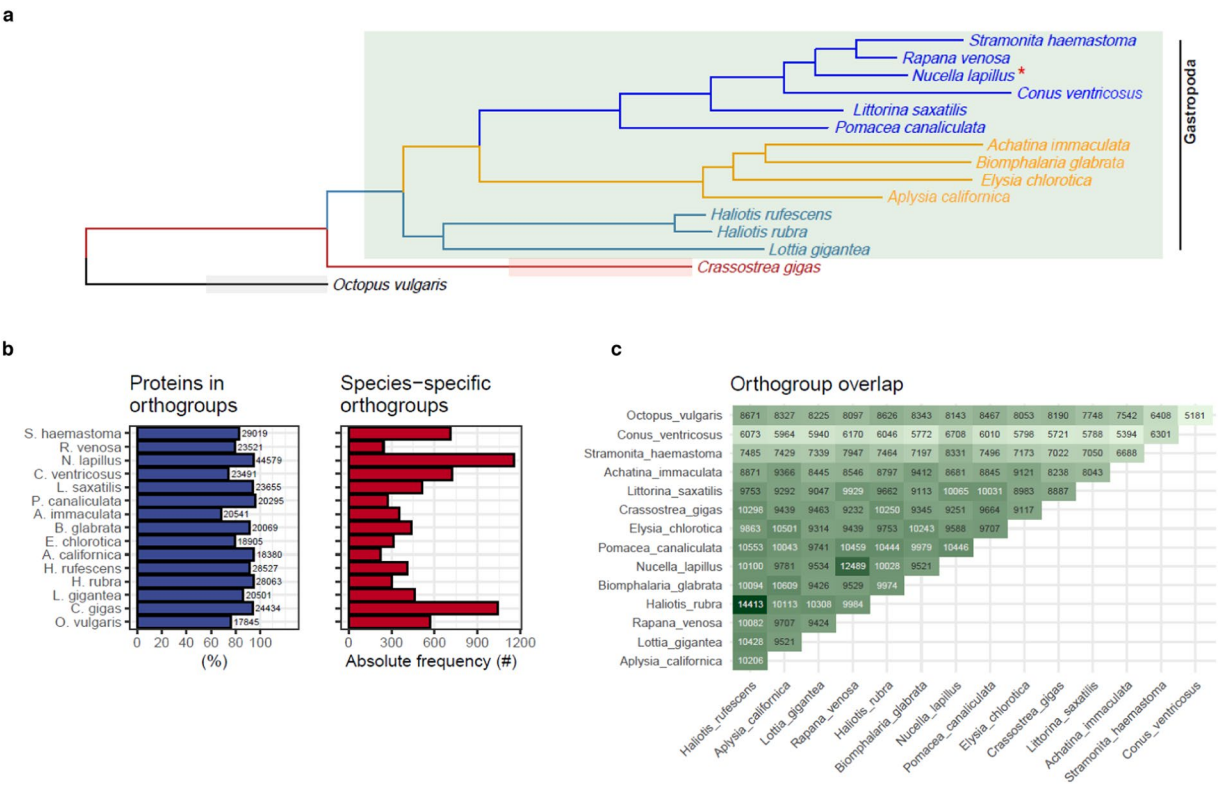 a
Stramonita haemastoma
Rapana venosa
Nucella lapillus *
Conus ventricosus
Littorina saxatilis
Pomacea canaliculata
Achatina immaculata
Biomphalaria glabrata
Elysia chlorotica
Aplysia californica
Haliotis rufescens
Haliotis rubra
Lottia gigantea
Crassostrea gigas
Octopus vulgaris
Gastropoda
b
Proteins in
orthogroups
S. haemastoma 29019
R. venosa 23521
N. lapillus 44579
C. ventricosus 23491
L. saxatilis 23655
P. canaliculata 20295
A. immaculata 20541
B. glabrata 20069
E. chlorotica 18905
A. californica 18380
H. rufescens 28527
H. rubra 28063
L. gigantea 20501
C. gigas 24434
O. vulgaris 17845
0 20 40 60 80 100
(%)
Species-specific
orthogroups
0 300 600 900 1200
Absolute frequency (#)
c
Orthogroup overlap
Octopus_vulgaris 8671 8327 8225 8097 8626 8343 8143 8467 8053 8190 7748 7542 6408 5181
Conus_ventricosus 6073 5964 5940 6170 6046 5772 6708 6010 5798 5721 5788 5394 6301
Stramonita_haemastoma 7485 7429 7339 7947 7464 7197 8331 7496 7173 7022 7050 6688
Achatina_immaculata 8871 9366 8445 8546 8797 9412 8681 8845 9121 8238 8043
Littorina_saxatilis 9753 9292 9047 9929 9662 9113 10065 10031 8983 8887
Crassostrea_gigas 10298 9439 9463 9232 10250 9345 9251 9664 9117
Elysia_chlorotica 9863 10501 9314 9439 9753 10243 9588 9707
Pomacea_canaliculata 10553 10043 9741 10459 10444 9979 10446
Nucella_lapillus 10100 9781 9534 12489 10028 9521
Biomphalaria_glabrata 10094 10609 9426 9529 9974
Haliotis_rubra 14413 10113 10308 9984
Rapana_venosa 10082 9707 9424
Lottia_gigantea 10428 9521
Aplysia_californica 10206
Haliotis_rufescens
Aplysia_californica
Lottia_gigantea
Rapana_venosa
Haliotis_rubra
Biomphalaria_glabrata
Nucella_lapillus
Pomacea_canaliculata
Elysia_chlorotica
Crassostrea_gigas
Littorina_saxatilis
Achatina_immaculata
Stramonita_haemastoma
Conus_ventricosus